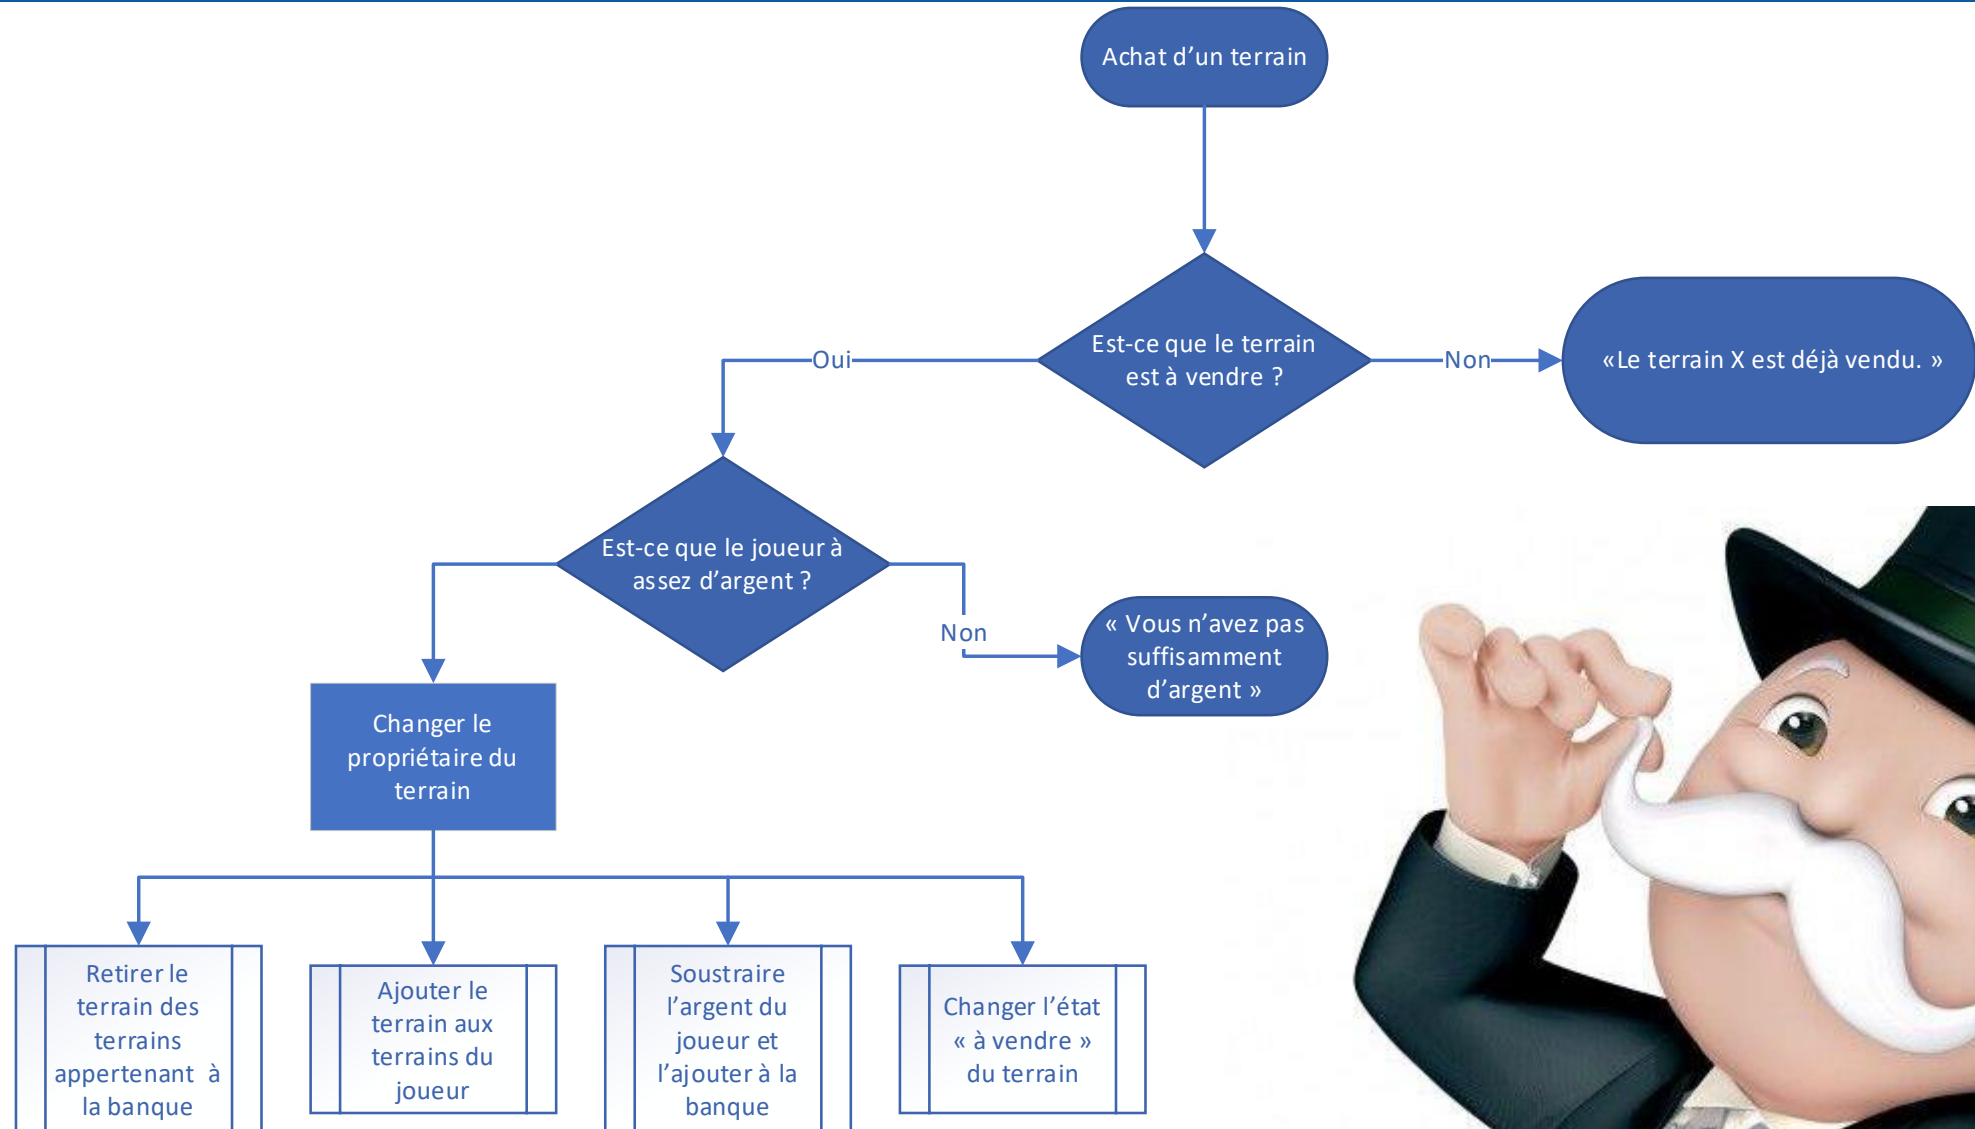 Achat d’un terrain
Est-ce que le terrain
est à vendre ?
Oui
Non
«Le terrain X est déjà vendu. »
Est-ce que le joueur à
assez d’argent ?
Non
« Vous n’avez pas
suffisamment
d’argent »
Changer le
propriétaire du
terrain
Retirer le
terrain des
terrains
appertenant à
la banque
Ajouter le
terrain aux
terrains du
joueur
Soustraire
l’argent du
joueur et
l’ajouter à la
banque
Changer l’état
« à vendre »
du terrain